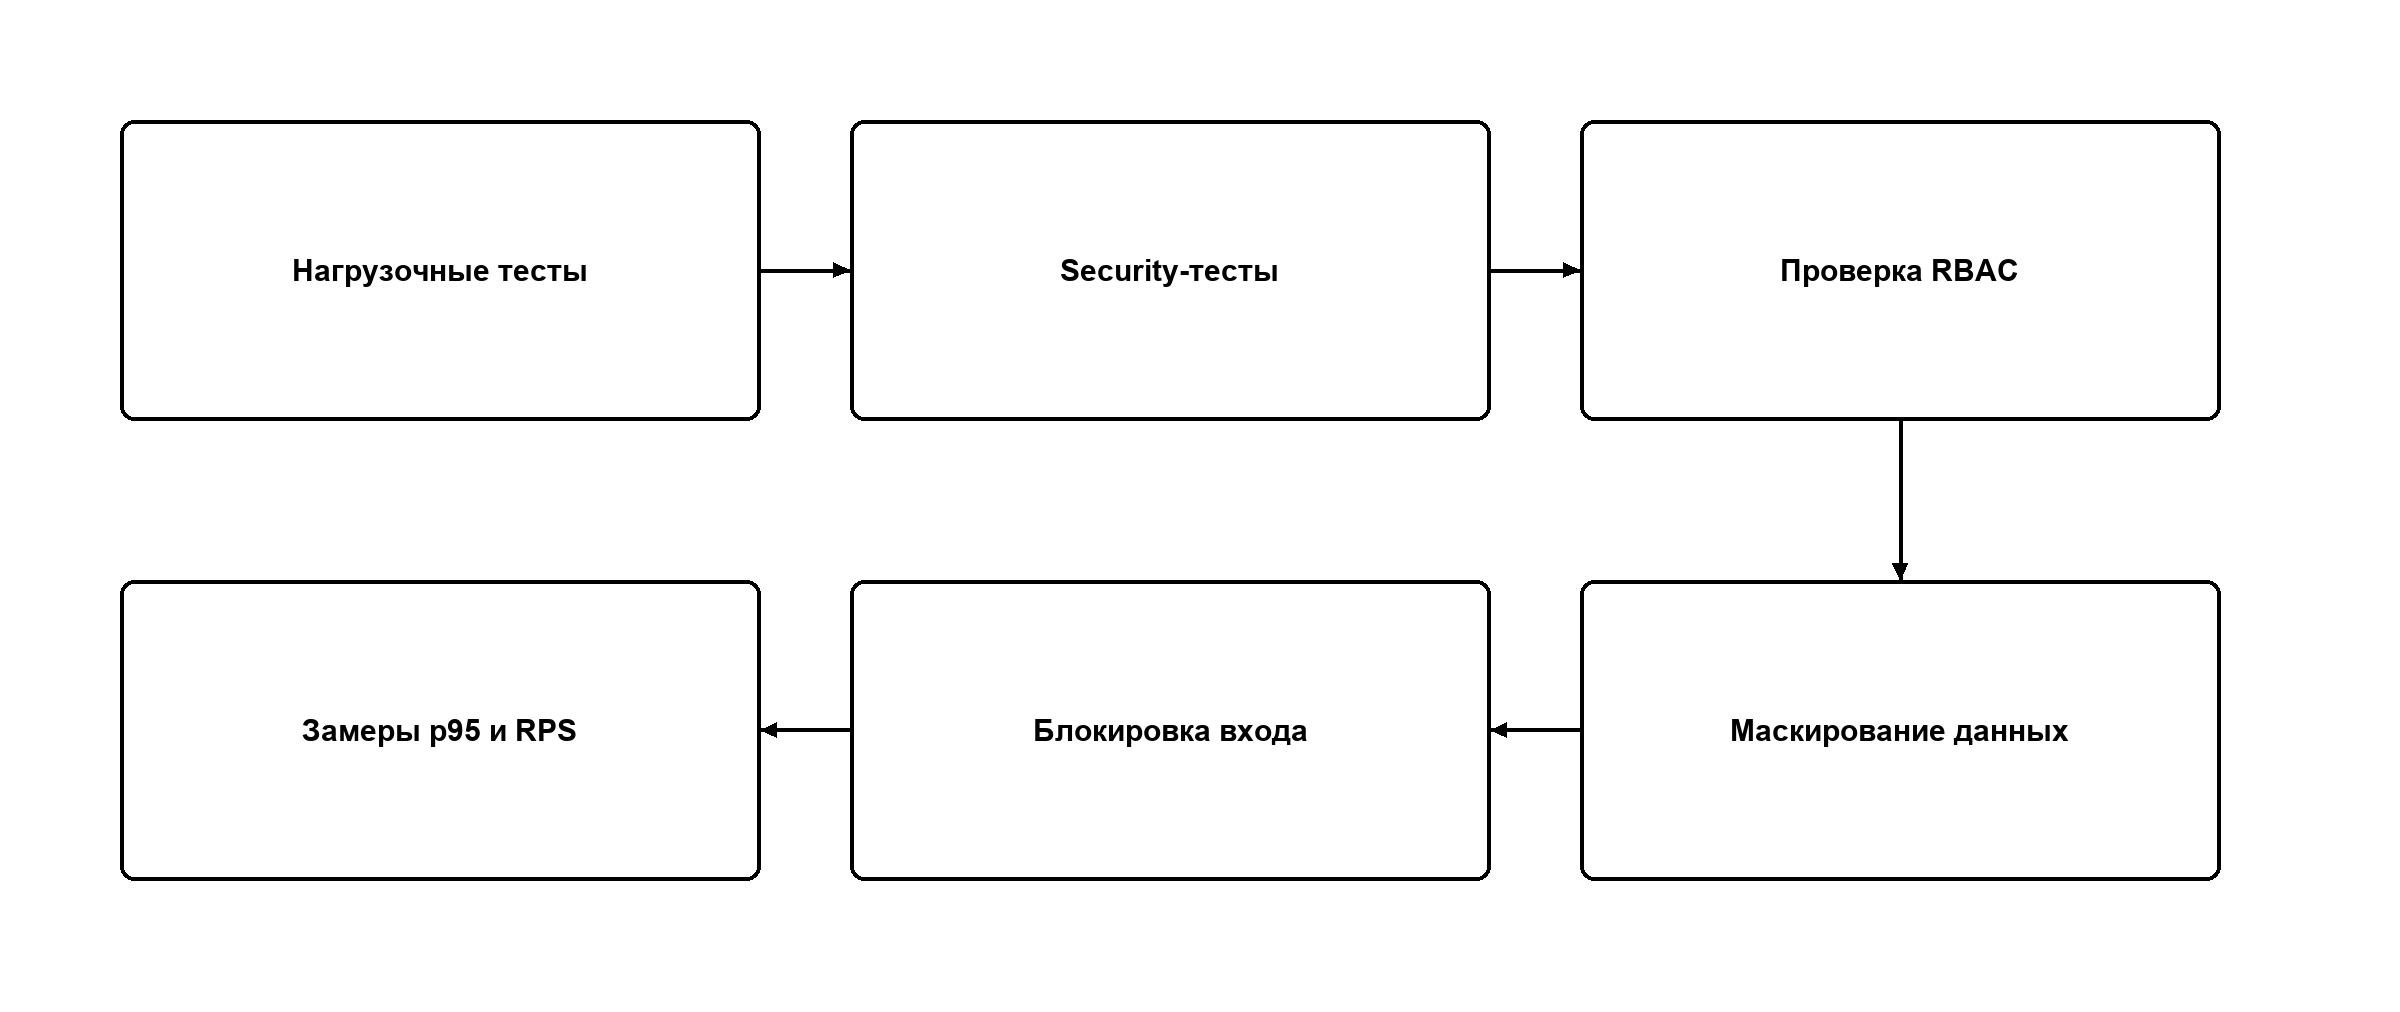 Нагрузочные тесты
Security-тесты
Проверка RBAC
Маскирование данных
Блокировка входа
Замеры p95 и RPS